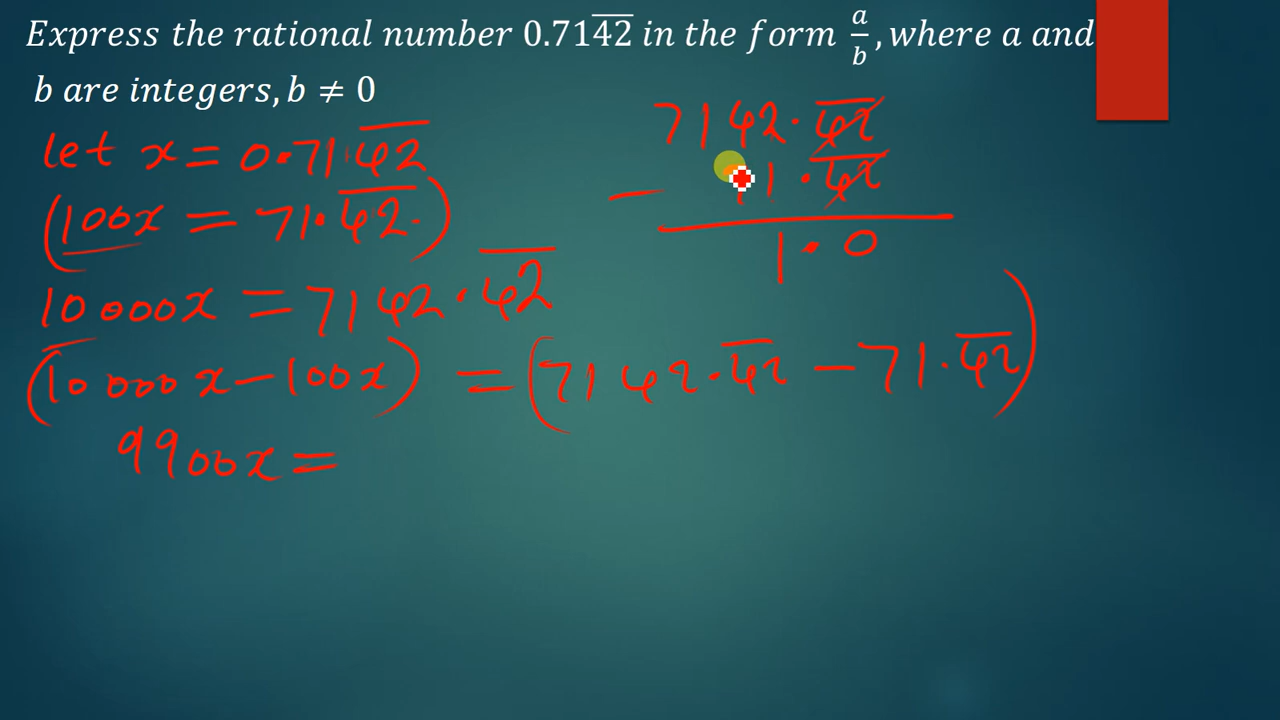 Express the rational number 0.71\overline{42} in the form \frac{a}{b}, where a and
b are integers, b ≠ 0
let x = 0.71\overline{42}
(100x = 71.\overline{42})
10000x = 7142.\overline{42}
(10000x - 100x) = (7142.\overline{42} - 71.\overline{42})
9900x =
7142.\overline{42}
- 1.\overline{42}
1.0